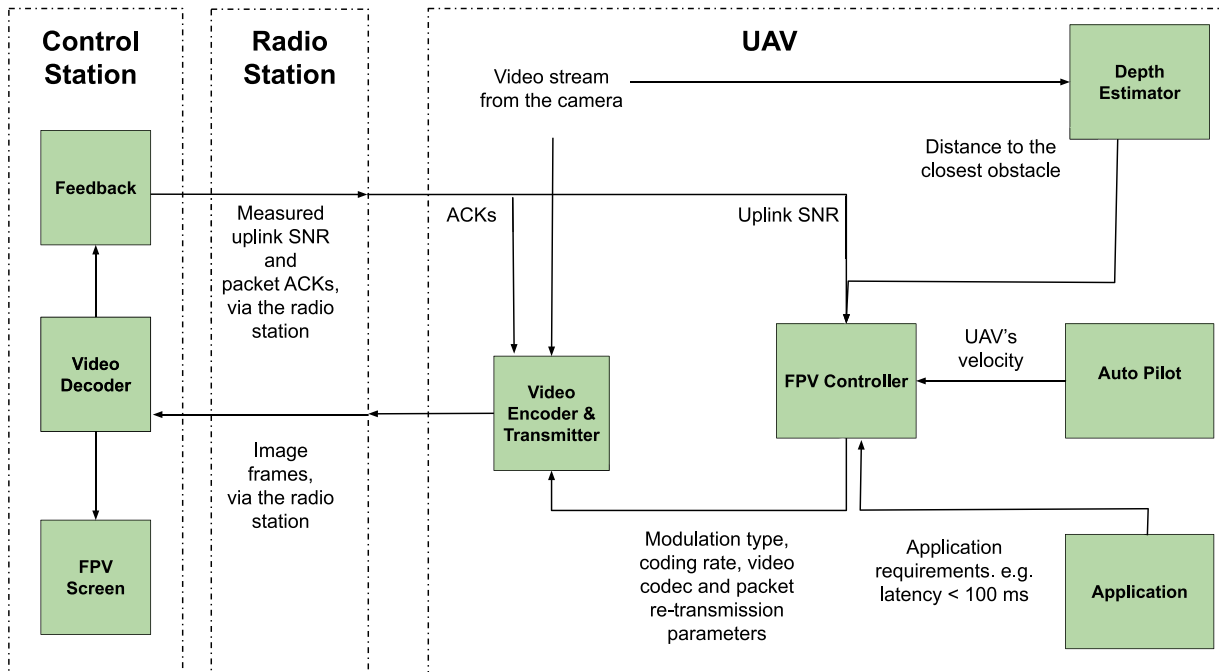 Control
Station
Radio
Station
UAV
Video stream
from the camera
Depth
Estimator
Distance to the
closest obstacle
Feedback
Measured
uplink SNR
and
packet ACKs,
via the radio
station
ACKs
Uplink SNR
Video
Decoder
Video
Encoder &
Transmitter
FPV Controller
UAV's
velocity
Auto Pilot
Image
frames,
via the radio
station
FPV
Screen
Modulation type,
coding rate, video
codec and packet
re-transmission
parameters
Application
requirements. e.g.
latency < 100 ms
Application